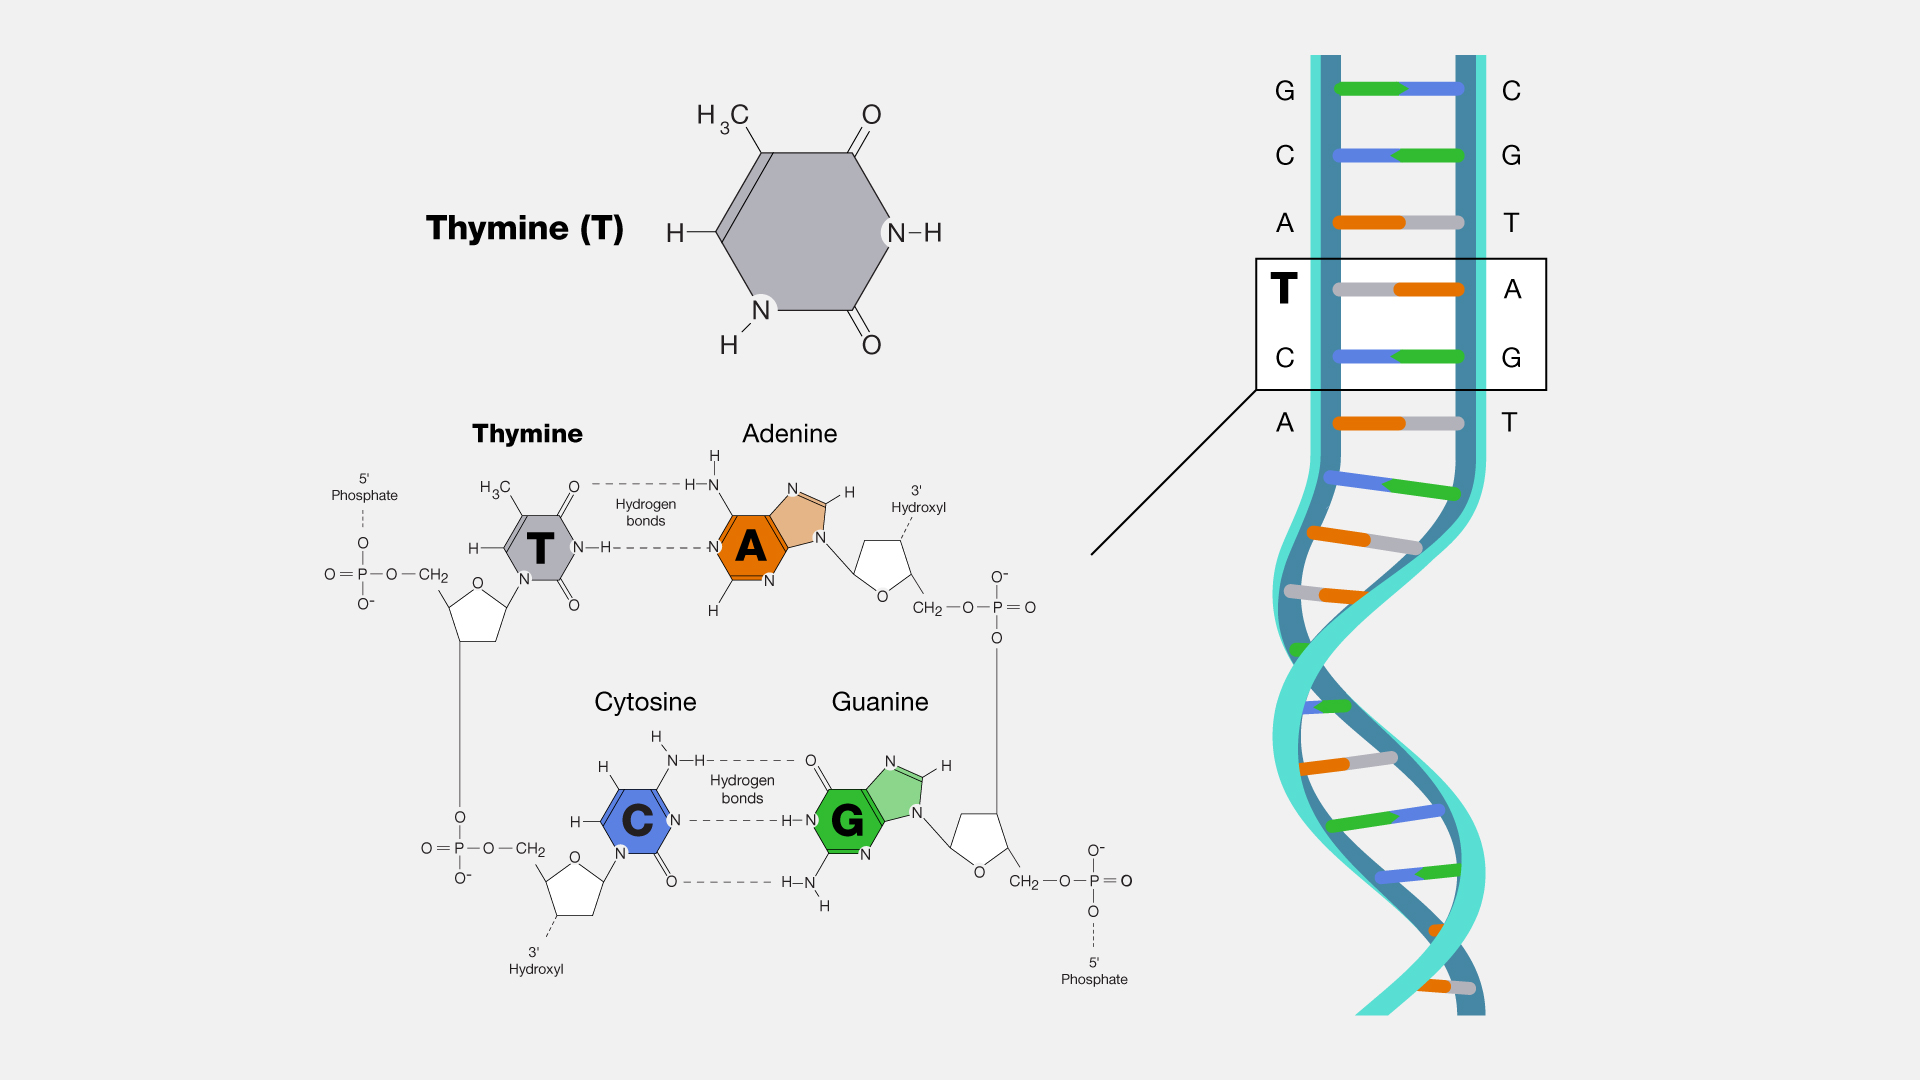 H3C
O
Thymine (T)
H
N-H
N
H
O
Thymine
Adenine
5'
Phosphate
H3C
O
Hydrogen
bonds
H
H-N
N
H
3'
Hydroxyl
H
T
N-H
N
A
N
N
O
O=P-O-CH2
O-
O
N
O
H
O
CH2-O-P=O
O-
O
Cytosine
Guanine
H
H
N-H
Hydrogen
bonds
O
N
H
H
C
N
H-N
G
N
N
N
O
O
O=P-O-CH2
O-
O
H-N
H
O
CH2-O-P=O
O-
O
3'
Hydroxyl
5'
Phosphate
G C
C G
A T
T A
C G
A T